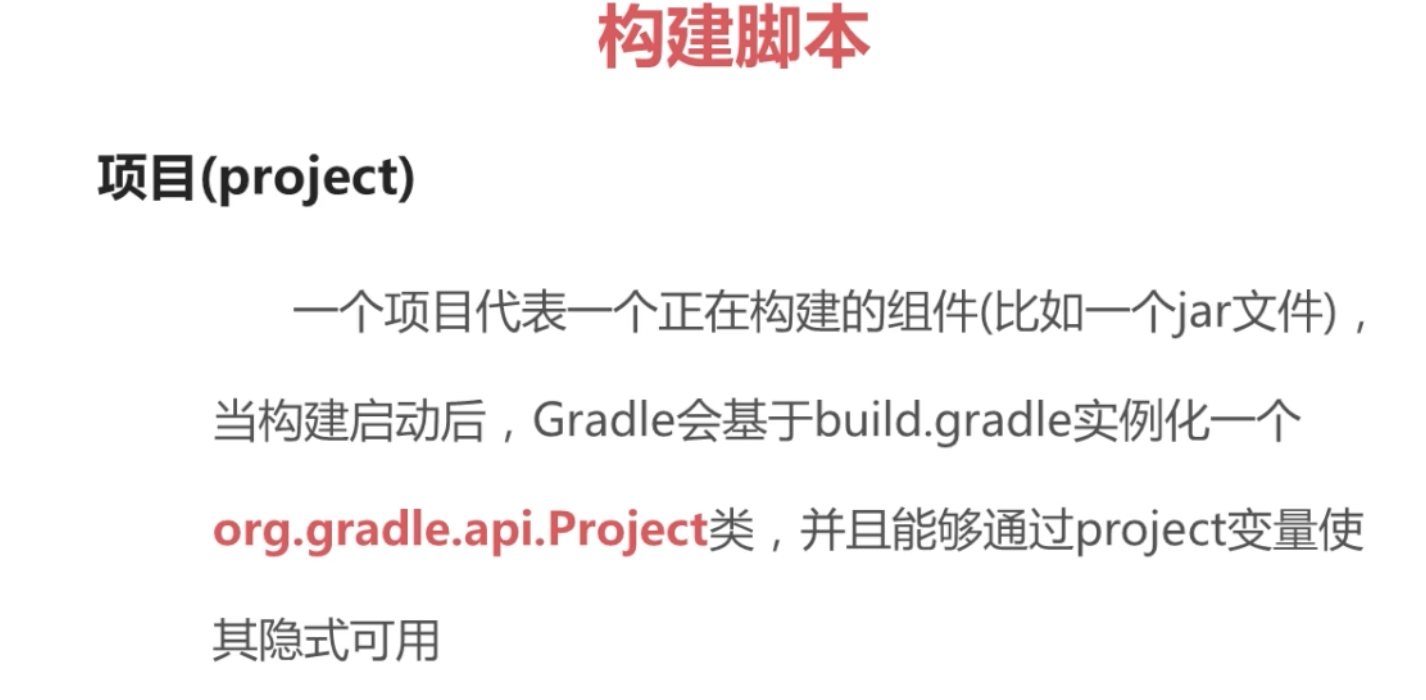 构建脚本
项目(project)
一个项目代表一个正在构建的组件(比如一个jar文件)，
当构建启动后，Gradle会基于build.gradle实例化一个
org.gradle.api.Project类，并且能够通过project变量使
其隐式可用